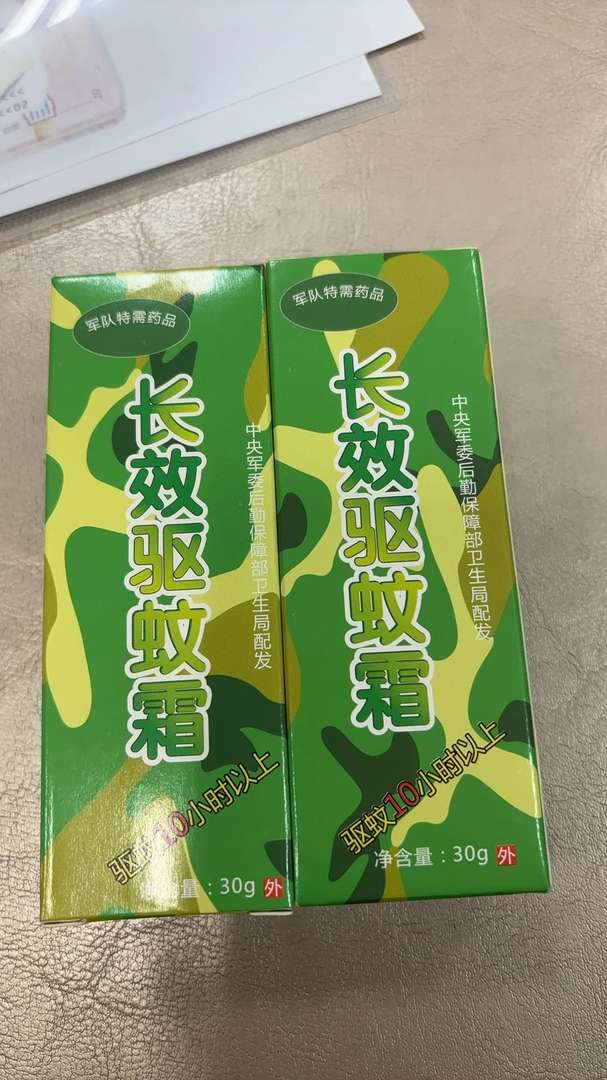 <<<
<<02
军队特需药品
长效驱蚊霜
中央军委后勤保障部卫生局配发
驱蚊10小时以上
量：30g 外
军队特需药品
长效驱蚊霜
中央军委后勤保障部卫生局配发
驱蚊10小时以上
净含量：30g 外